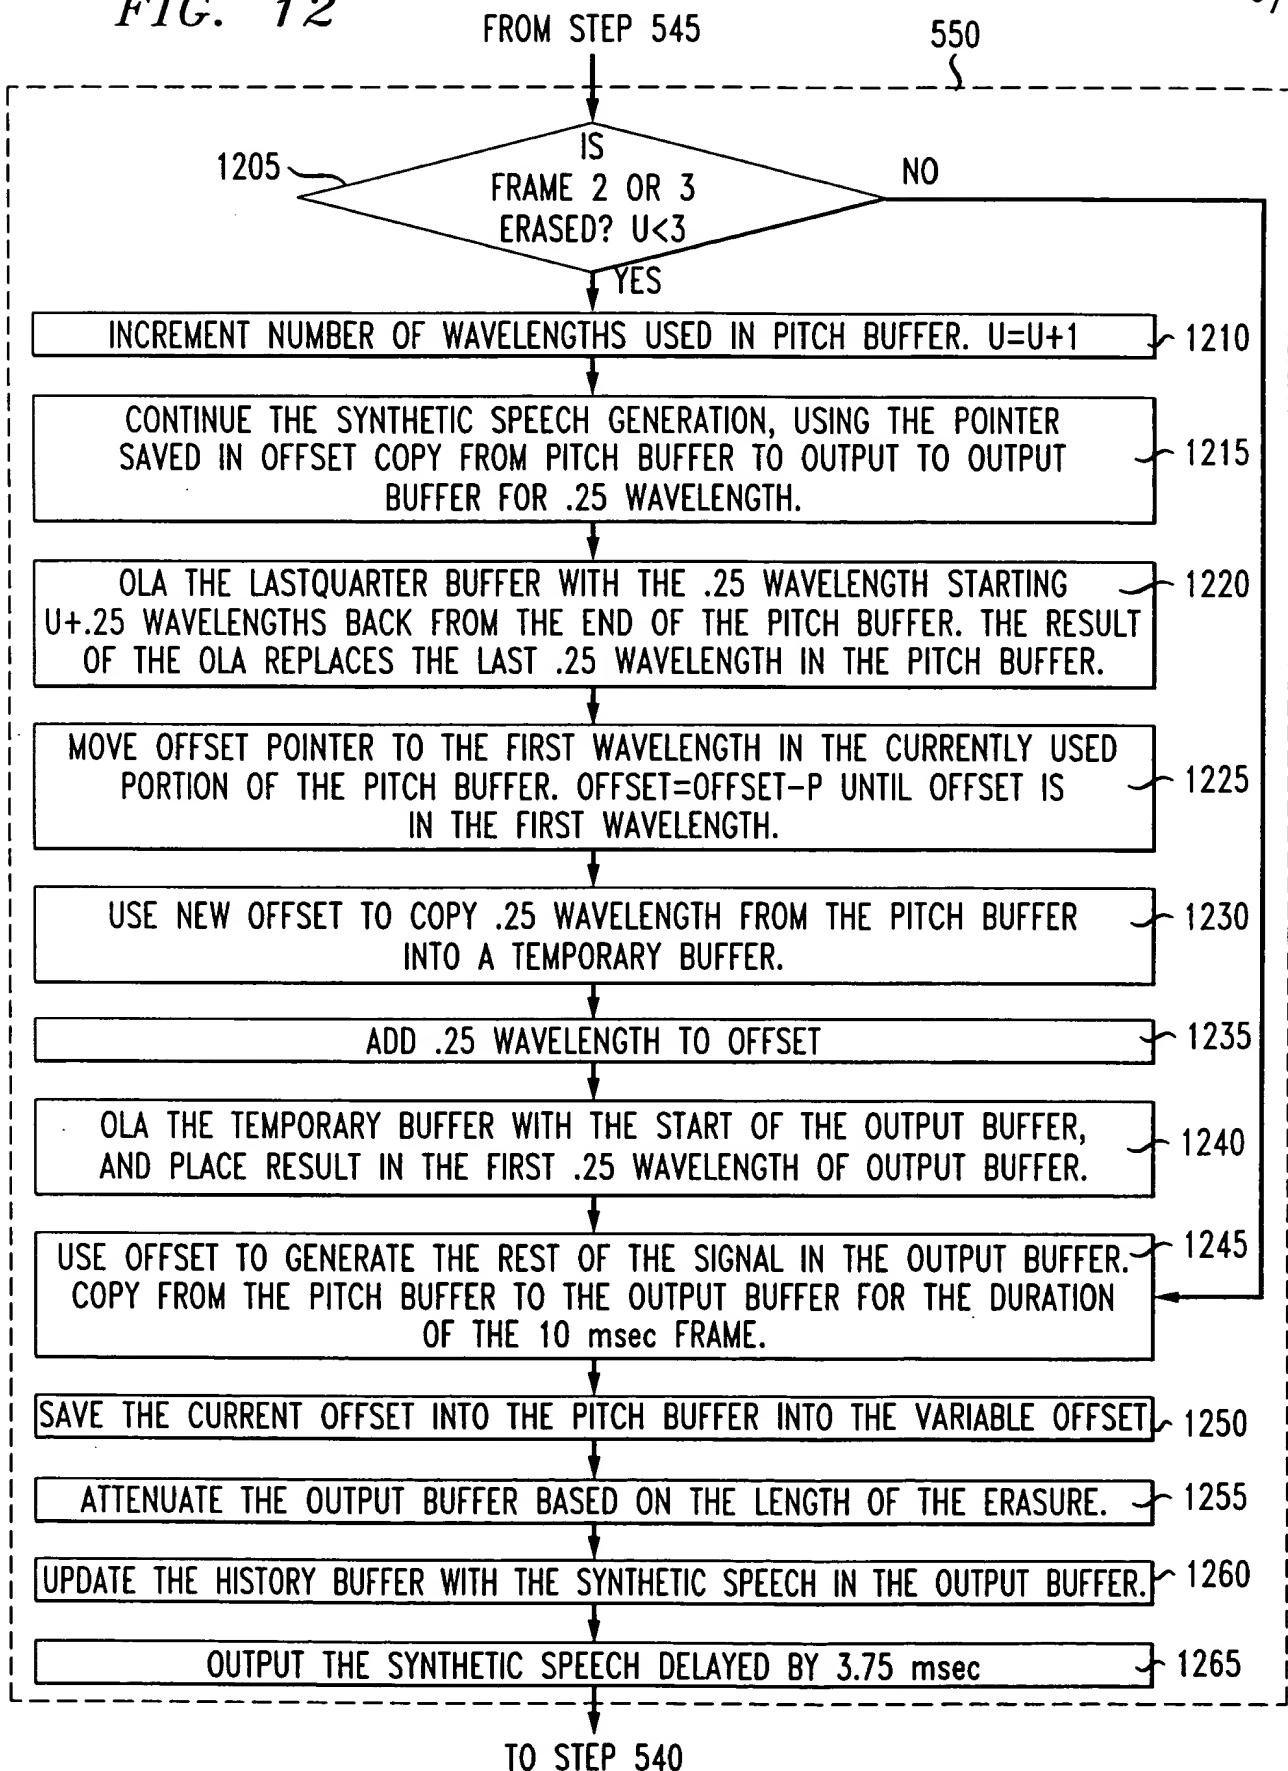 FIG. 12
FROM STEP 545
550
1205
IS
FRAME 2 OR 3
ERASED? U<3
NO
YES
INCREMENT NUMBER OF WAVELENGTHS USED IN PITCH BUFFER. U=U+1
1210
CONTINUE THE SYNTHETIC SPEECH GENERATION, USING THE POINTER
SAVED IN OFFSET COPY FROM PITCH BUFFER TO OUTPUT TO OUTPUT
BUFFER FOR .25 WAVELENGTH.
1215
OLA THE LASTQUARTER BUFFER WITH THE .25 WAVELENGTH STARTING
U+.25 WAVELENGTHS BACK FROM THE END OF THE PITCH BUFFER. THE RESULT
OF THE OLA REPLACES THE LAST .25 WAVELENGTH IN THE PITCH BUFFER.
1220
MOVE OFFSET POINTER TO THE FIRST WAVELENGTH IN THE CURRENTLY USED
PORTION OF THE PITCH BUFFER. OFFSET=OFFSET-P UNTIL OFFSET IS
IN THE FIRST WAVELENGTH.
1225
USE NEW OFFSET TO COPY .25 WAVELENGTH FROM THE PITCH BUFFER
INTO A TEMPORARY BUFFER.
1230
ADD .25 WAVELENGTH TO OFFSET
1235
OLA THE TEMPORARY BUFFER WITH THE START OF THE OUTPUT BUFFER,
AND PLACE RESULT IN THE FIRST .25 WAVELENGTH OF OUTPUT BUFFER.
1240
USE OFFSET TO GENERATE THE REST OF THE SIGNAL IN THE OUTPUT BUFFER.
COPY FROM THE PITCH BUFFER TO THE OUTPUT BUFFER FOR THE DURATION
OF THE 10 msec FRAME.
1245
SAVE THE CURRENT OFFSET INTO THE PITCH BUFFER INTO THE VARIABLE OFFSET
1250
ATTENUATE THE OUTPUT BUFFER BASED ON THE LENGTH OF THE ERASURE.
1255
UPDATE THE HISTORY BUFFER WITH THE SYNTHETIC SPEECH IN THE OUTPUT BUFFER.
1260
OUTPUT THE SYNTHETIC SPEECH DELAYED BY 3.75 msec
1265
TO STEP 540